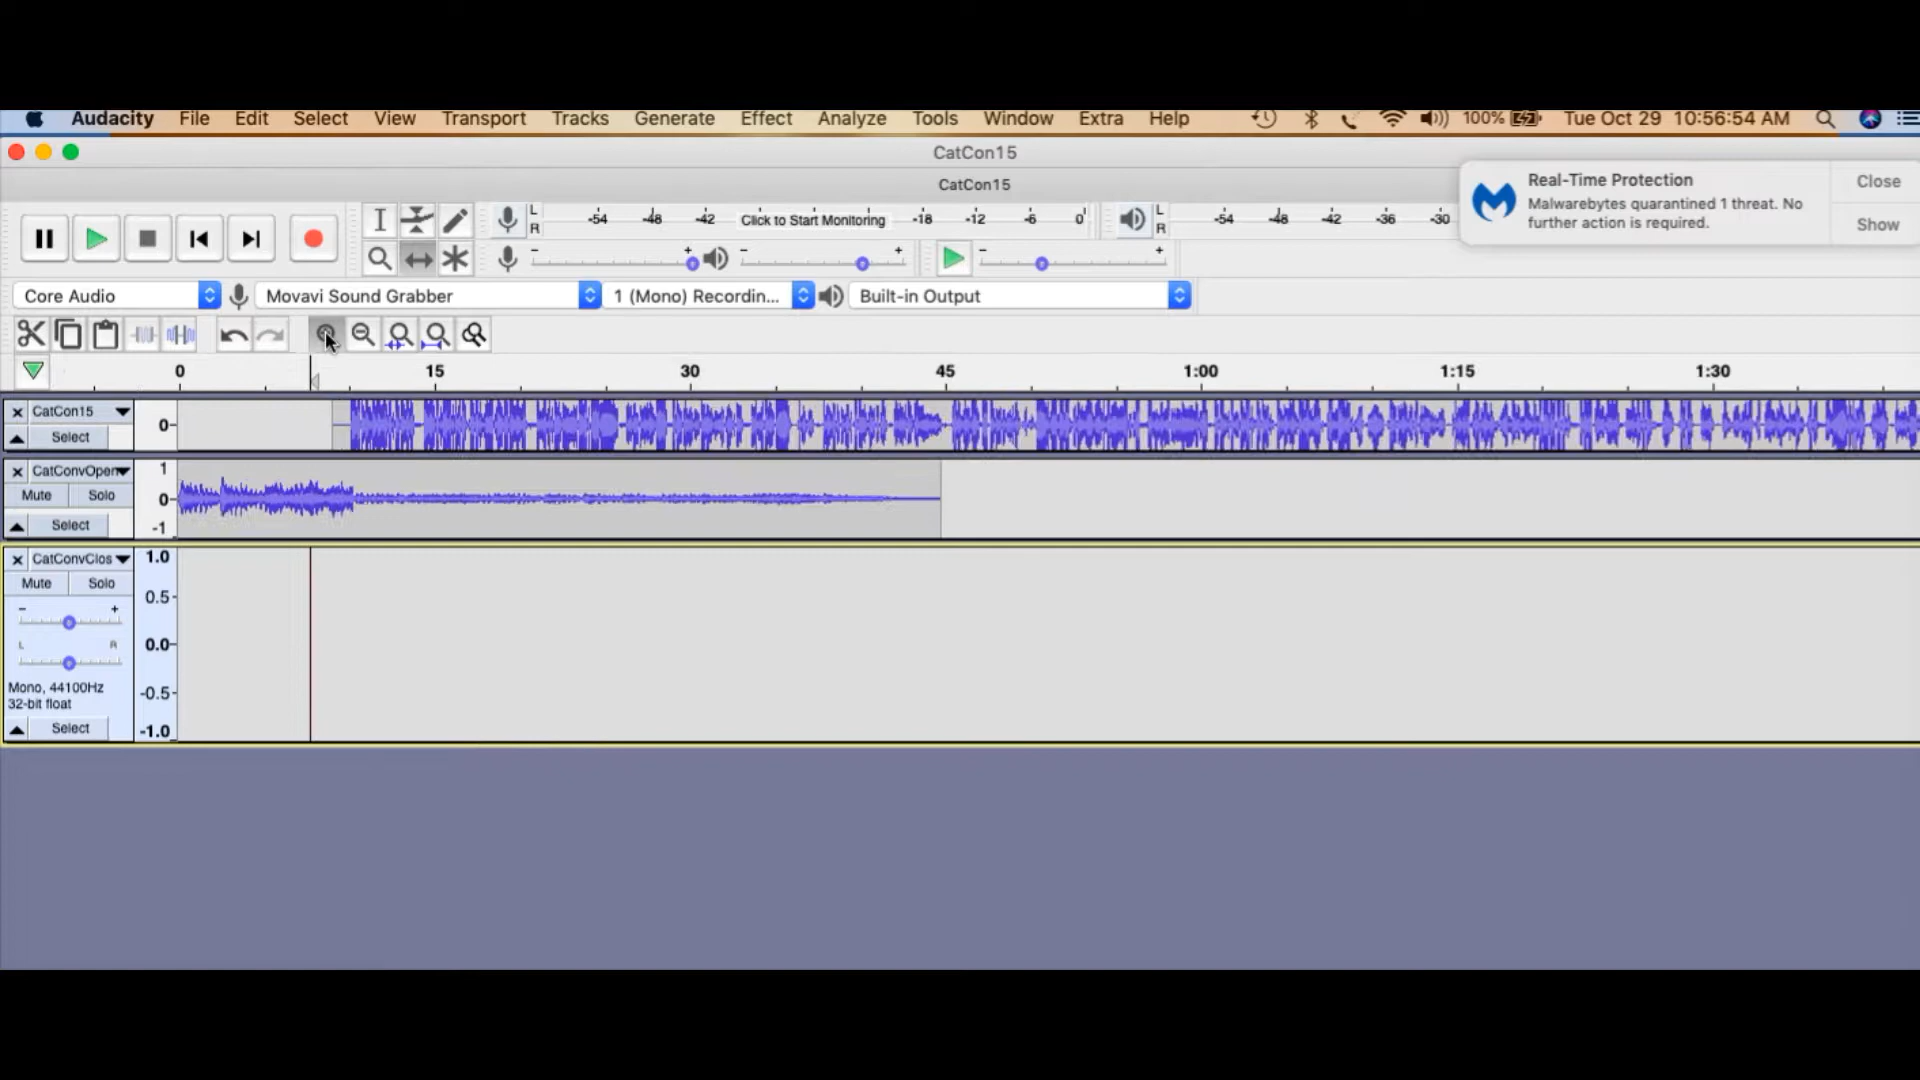 Audacity File Edit Select View Transport Tracks Generate Effect Analyze Tools Window Extra Help 100% Tue Oct 29 10:56:54 AM
CatCon15
CatCon15
Real-Time Protection
Malwarebytes quarantined 1 threat. No
further action is required.
Close
Show
L
R
-54 -48 -42 Click to Start Monitoring -18 -12 -6 0
L
R
-54 -48 -42 -36 -30
- + - + - +
Core Audio Movavi Sound Grabber 1 (Mono) Recordin... Built-in Output
0 15 30 45 1:00 1:15 1:30
CatCon15
0-
Select
CatConvOpen
Mute Solo
Select
1
0-
-1
CatConvClos
Mute Solo
- +
L R
Mono, 44100Hz
32-bit float
Select
1.0
0.5-
0.0-
-0.5-
-1.0